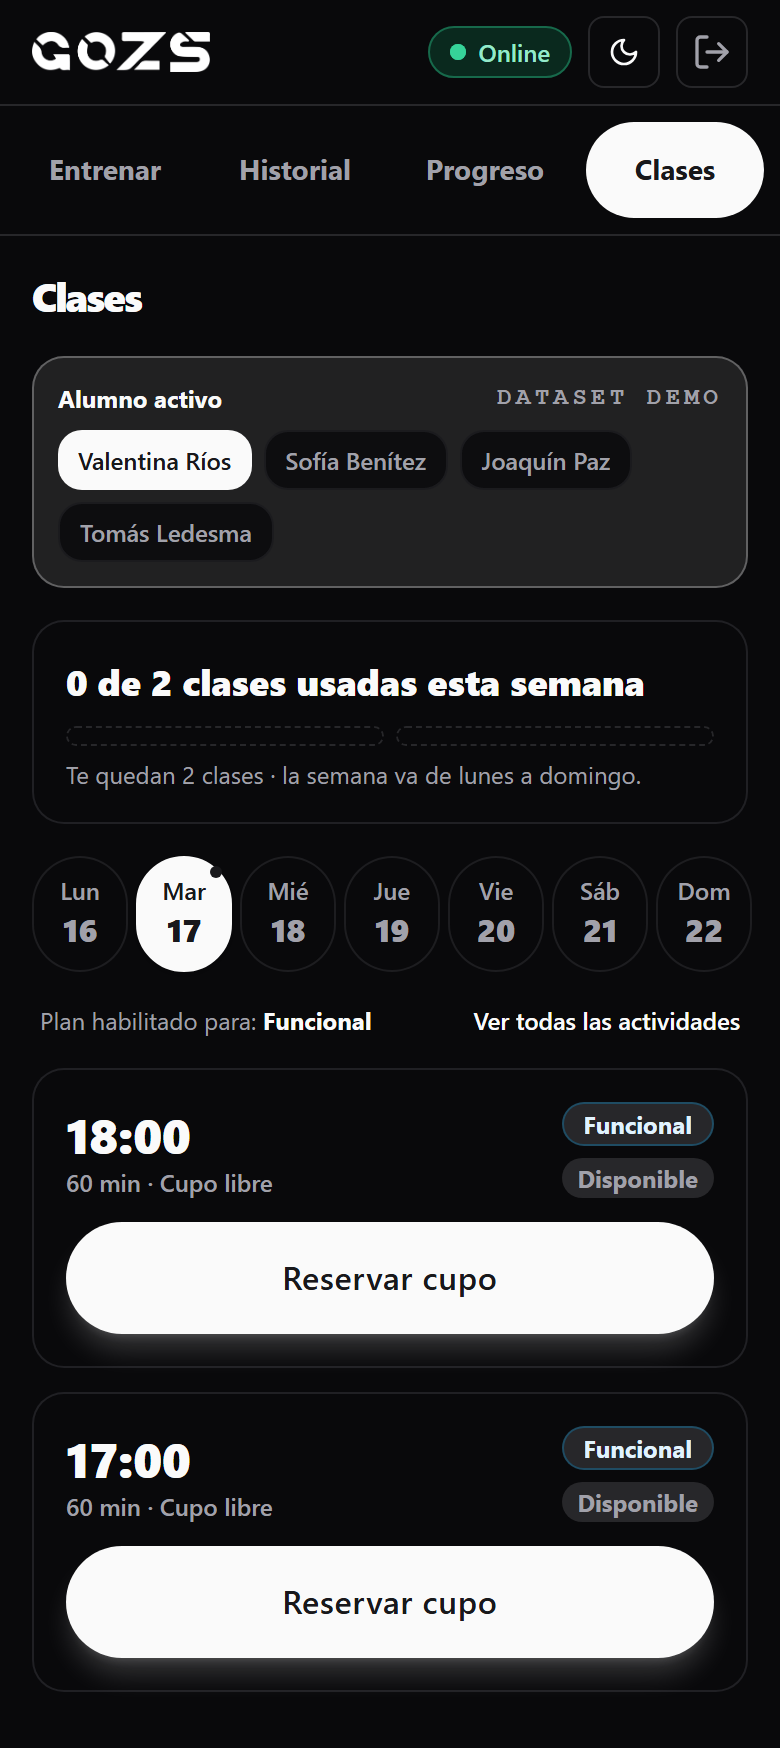 GOZS
Online
Entrenar Historial Progreso Clases
Clases
Alumno activo DATASET DEMO
Valentina Ríos Sofía Benítez Joaquín Paz
Tomás Ledesma
0 de 2 clases usadas esta semana
Te quedan 2 clases · la semana va de lunes a domingo.
Lun Mar Mié Jue Vie Sáb Dom
16 17 18 19 20 21 22
Plan habilitado para: Funcional Ver todas las actividades
18:00 Funcional
60 min · Cupo libre Disponible
Reservar cupo
17:00 Funcional
60 min · Cupo libre Disponible
Reservar cupo